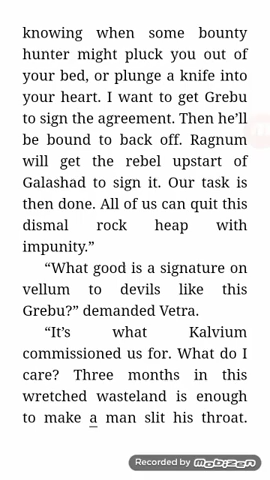 knowing when some bounty
hunter might pluck you out of
your bed, or plunge a knife into
your heart. I want to get Grebu
to sign the agreement. Then he’ll
be bound to back off. Ragnum
will get the rebel upstart of
Galashad to sign it. Our task is
then done. All of us can quit this
dismal rock heap with
impunity.”
“What good is a signature on
vellum to devils like this
Grebu?” demanded Vetra.
“It’s what Kalvium
commissioned us for. What do I
care? Three months in this
wretched wasteland is enough
to make a man slit his throat.
Recorded by Mobizen